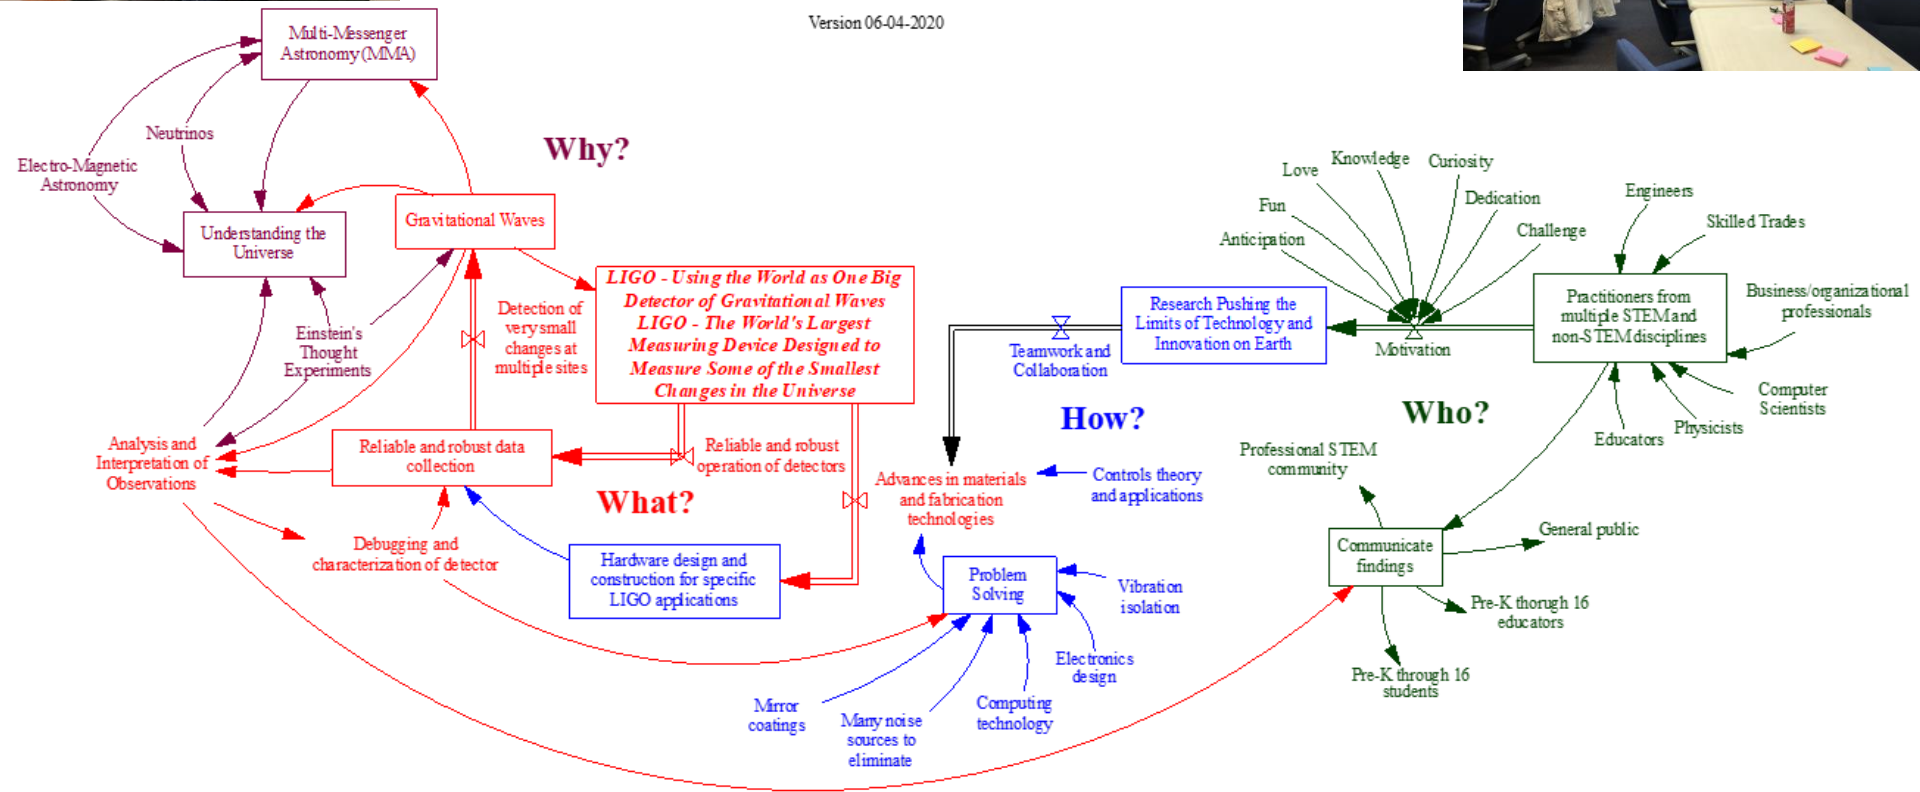 Version 06-04-2020
Multi-Messenger
Astronomy (MMA)
Neutrinos
Electro-Magnetic
Astronomy
Why?
Understanding the
Universe
Gravitational Waves
Einstein's
Thought
Experiments
Detection of
very small
changes at
multiple sites
LIGO - Using the World as One Big
Detector of Gravitational Waves
LIGO - The World's Largest
Measuring Device Designed to
Measure Some of the Smallest
Changes in the Universe
Analysis and
Interpretation of
Observations
Reliable and robust data
collection
Reliable and robust
operation of detectors
What?
Debugging and
characterization of detector
Hardware design and
construction for specific
LIGO applications
Research Pushing the
Limits of Technology and
Innovation on Earth
Teamwork and
Collaboration
How?
Advances in materials
and fabrication
technologies
Controls theory
and applications
Problem
Solving
Vibration
isolation
Electronics
design
Computing
technology
Many noise
sources to
eliminate
Mirror
coatings
Anticipation
Fun
Love
Knowledge
Curiosity
Dedication
Challenge
Motivation
Who?
Practitioners from
multiple STEM and
non-STEM disciplines
Engineers
Skilled Trades
Business/organizational
professionals
Computer
Scientists
Physicists
Educators
Professional STEM
community
Communicate
findings
General public
Pre-K thorugh 16
educators
Pre-K through 16
students